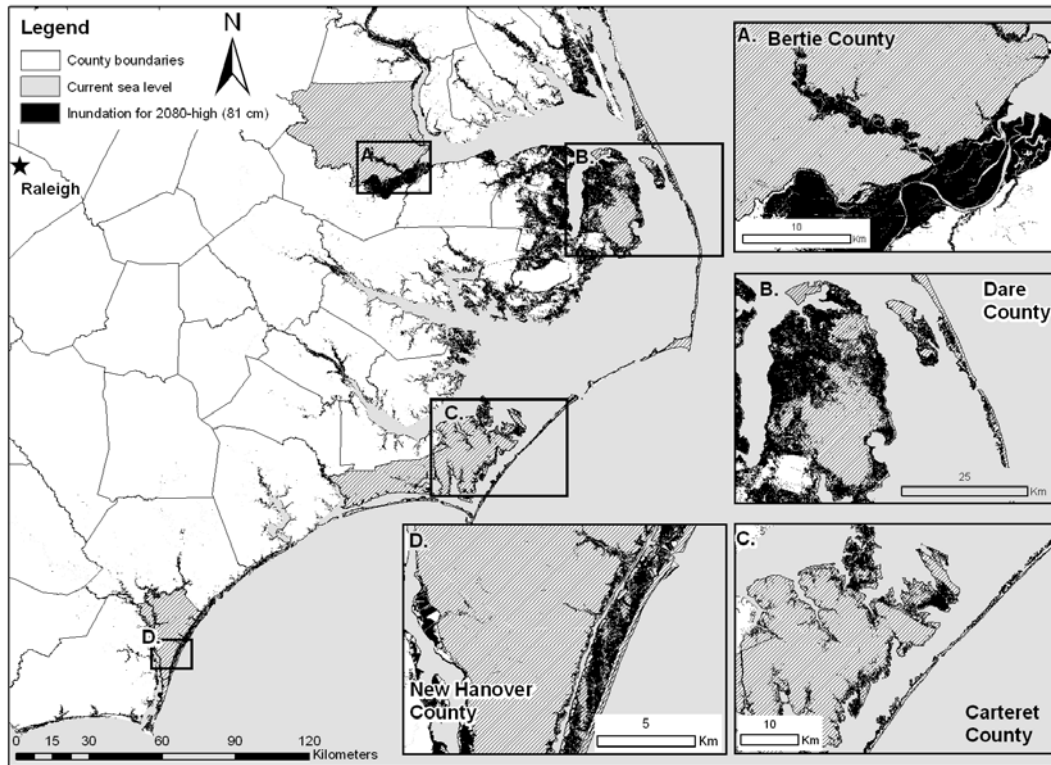 Legend
County boundaries
Current sea level
Inundation for 2080-high (81 cm)
N
Raleigh
A.
B.
C.
D.
0 15 30 60 90 120
Kilometers
A.
Bertie County
10
Km
B.
Dare
County
25
Km
C.
10
Km
Carteret
County
D.
New Hanover
County
5
Km